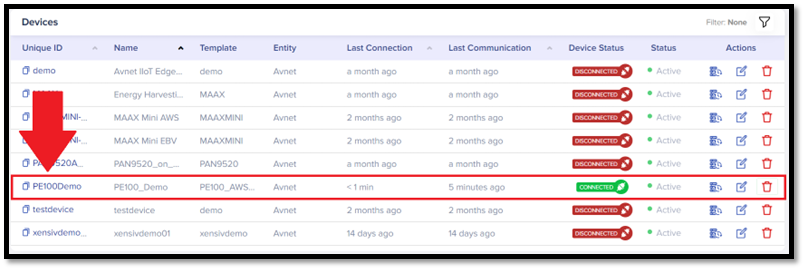 Devices Filter: None
Unique ID Name Template Entity Last Connection Last Communication Device Status Status Actions
demo Avnet IIoT Edge... demo Avnet a month ago a month ago DISCONNECTED Active
Energy Harvesti... MAAX Avnet a month ago a month ago DISCONNECTED Active
MINI-... MAAX Mini AWS MAAXMINI Avnet 2 months ago 2 months ago DISCONNECTED Active
MINI-... MAAX Mini EBV MAAXMINI Avnet 2 months ago 2 months ago DISCONNECTED Active
PAN9520A... PAN9520_on_... PAN9520 Avnet a month ago a month ago DISCONNECTED Active
PE100Demo PE100_Demo PE100_AWS... Avnet < 1 min 5 minutes ago CONNECTED Active
testdevice testdevice demo Avnet 2 months ago 2 months ago DISCONNECTED Active
xensivdemo... xensivdemo01 xensivdemo Avnet 14 days ago 14 days ago DISCONNECTED Active